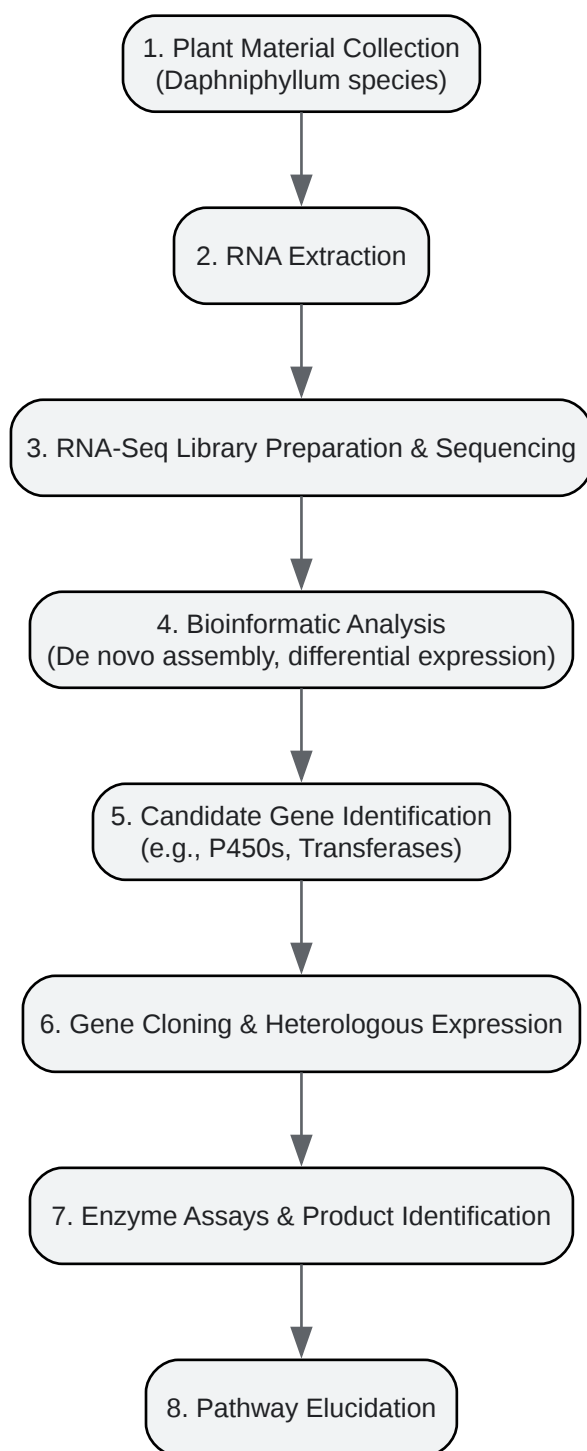 1. Plant Material Collection
(Daphniphyllum species)
2. RNA Extraction
3. RNA-Seq Library Preparation & Sequencing
4. Bioinformatic Analysis
(De novo assembly, differential expression)
5. Candidate Gene Identification
(e.g., P450s, Transferases)
6. Gene Cloning & Heterologous Expression
7. Enzyme Assays & Product Identification
8. Pathway Elucidation